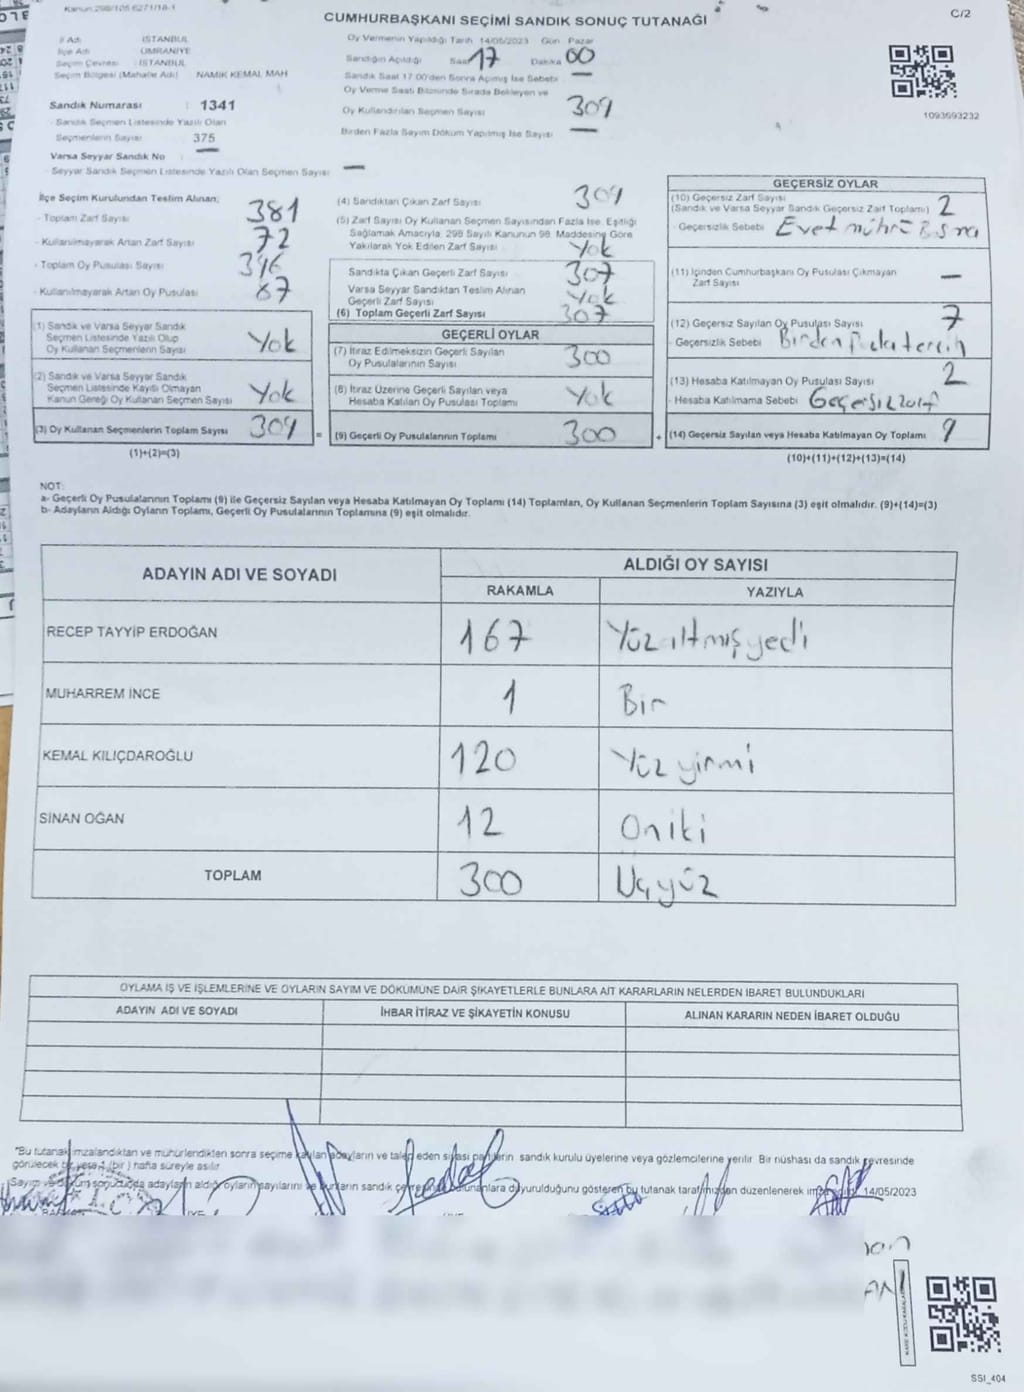 Kanun:298/105 6271/18-1
CUMHURBAŞKANI SEÇİMİ SANDIK SONUÇ TUTANAĞI
C/2
İl Adı : İSTANBUL
İlçe Adı : ÜMRANİYE
Seçim Çevresi : İSTANBUL
Seçim Bölgesi (Mahalle Adı) NAMIK KEMAL MAH
Sandık Numarası : 1341
- Sandık Seçmen Listesinde Yazılı Olan
Seçmenlerin Sayısı : 375
Varsa Seyyar Sandık No : —
- Seyyar Sandık Seçmen Listesinde Yazılı Olan Seçmen Sayısı : —
Oy Vermenin Yapıldığı Tarih 14/05/2023 Gün Pazar
Sandığın Açıldığı Saat 17 Dakika 00
Sandık Saat 17.00'den Sonra Açılmış İse Sebebi : —
Oy Verme Saati Bitiminde Sırada Bekleyen ve
Oy Kullandırılan Seçmen Sayısı 309
Birden Fazla Sayım Döküm Yapılmış İse Sayısı —
1093693232
İlçe Seçim Kurulundan Teslim Alınan;
- Toplam Zarf Sayısı 381
- Kullanılmayarak Artan Zarf Sayısı 72
- Toplam Oy Pusulası Sayısı 396
- Kullanılmayarak Artan Oy Pusulası 87
(1) Sandık ve Varsa Seyyar Sandık
Seçmen Listesinde Yazılı Olup
Oy Kullanan Seçmenlerin Sayısı Yok
(2) Sandık ve Varsa Seyyar Sandık
Seçmen Listesinde Kaydı Olmayan
Kanun Gereği Oy Kullanan Seçmen Sayısı Yok
(3) Oy Kullanan Seçmenlerin Toplam Sayısı 309 =
(1)+(2)=(3)
(4) Sandıktan Çıkan Zarf Sayısı 309
(5) Zarf Sayısı Oy Kullanan Seçmen Sayısından Fazla İse, Eşitliği
Sağlamak Amacıyla, 298 Sayılı Kanunun 98. Maddesine Göre
Yakılarak Yok Edilen Zarf Sayısı Yok
Sandıkta Çıkan Geçerli Zarf Sayısı 307
Varsa Seyyar Sandıktan Teslim Alınan
Geçerli Zarf Sayısı Yok
(6) Toplam Geçerli Zarf Sayısı 307
GEÇERLİ OYLAR
(7) İtiraz Edilmeksizin Geçerli Sayılan
Oy Pusulalarının Sayısı 300
(8) İtiraz Üzerine Geçerli Sayılan veya
Hesaba Katılan Oy Pusulası Toplamı Yok
(9) Geçerli Oy Pusulalarının Toplamı 300 +
GEÇERSİZ OYLAR
(10) Geçersiz Zarf Sayısı
(Sandık ve Varsa Seyyar Sandık Geçersiz Zarf Toplamı) 2
- Geçersizlik Sebebi : Evet mührü
(11) İçinden Cumhurbaşkanı Oy Pusulası Çıkmayan
Zarf Sayısı —
(12) Geçersiz Sayılan Oy Pusulası Sayısı 7
- Geçersizlik Sebebi : Birden
(13) Hesaba Katılmayan Oy Pusulası Sayısı 2
- Hesaba Katılmama Sebebi : Geçersiz zarf
(14) Geçersiz Sayılan veya Hesaba Katılmayan Oy Toplamı 9
(10)+(11)+(12)+(13)=(14)
NOT:
a- Geçerli Oy Pusulalarının Toplamı (9) ile Geçersiz Sayılan veya Hesaba Katılmayan Oy Toplamı (14) Toplamları, Oy Kullanan Seçmenlerin Toplam Sayısına (3) eşit olmalıdır. (9)+(14)=(3)
b- Adayların Aldığı Oyların Toplamı, Geçerli Oy Pusulalarının Toplamına (9) eşit olmalıdır.
ADAYIN ADI VE SOYADI
ALDIĞI OY SAYISI
RAKAMLA YAZIYLA
RECEP TAYYİP ERDOĞAN 167 Yüz altmış yedi
MUHARREM İNCE 1 Bir
KEMAL KILIÇDAROĞLU 120 Yüz yirmi
SİNAN OĞAN 12 Oniki
TOPLAM 300 Üçyüz
OYLAMA İŞ VE İŞLEMLERİNE VE OYLARIN SAYIM VE DÖKÜMÜNE DAİR ŞİKAYETLERLE BUNLARA AİT KARARLARIN NELERDEN İBARET BULUNDUKLARI
ADAYIN ADI VE SOYADI İHBAR İTİRAZ VE ŞİKAYETİN KONUSU ALINAN KARARIN NEDEN İBARET OLDUĞU
"Bu tutanak imzalandıktan ve mühürlendikten sonra seçime katılan adayların ve talep eden siyasi partilerin sandık kurulu üyelerine veya gözlemcilerine verilir. Bir nüshası da sandık çevresinde
görülecek bir yere 1 (bir) hafta süreyle asılır.
Sayım ve döküm sonucunda adayların aldığı oyların sayılarını ve bunların sandık çevresinde bulunanlara duyurulduğunu gösteren bu tutanak tarafımızdan düzenlenerek imzalandı. 14/05/2023
SSI_404